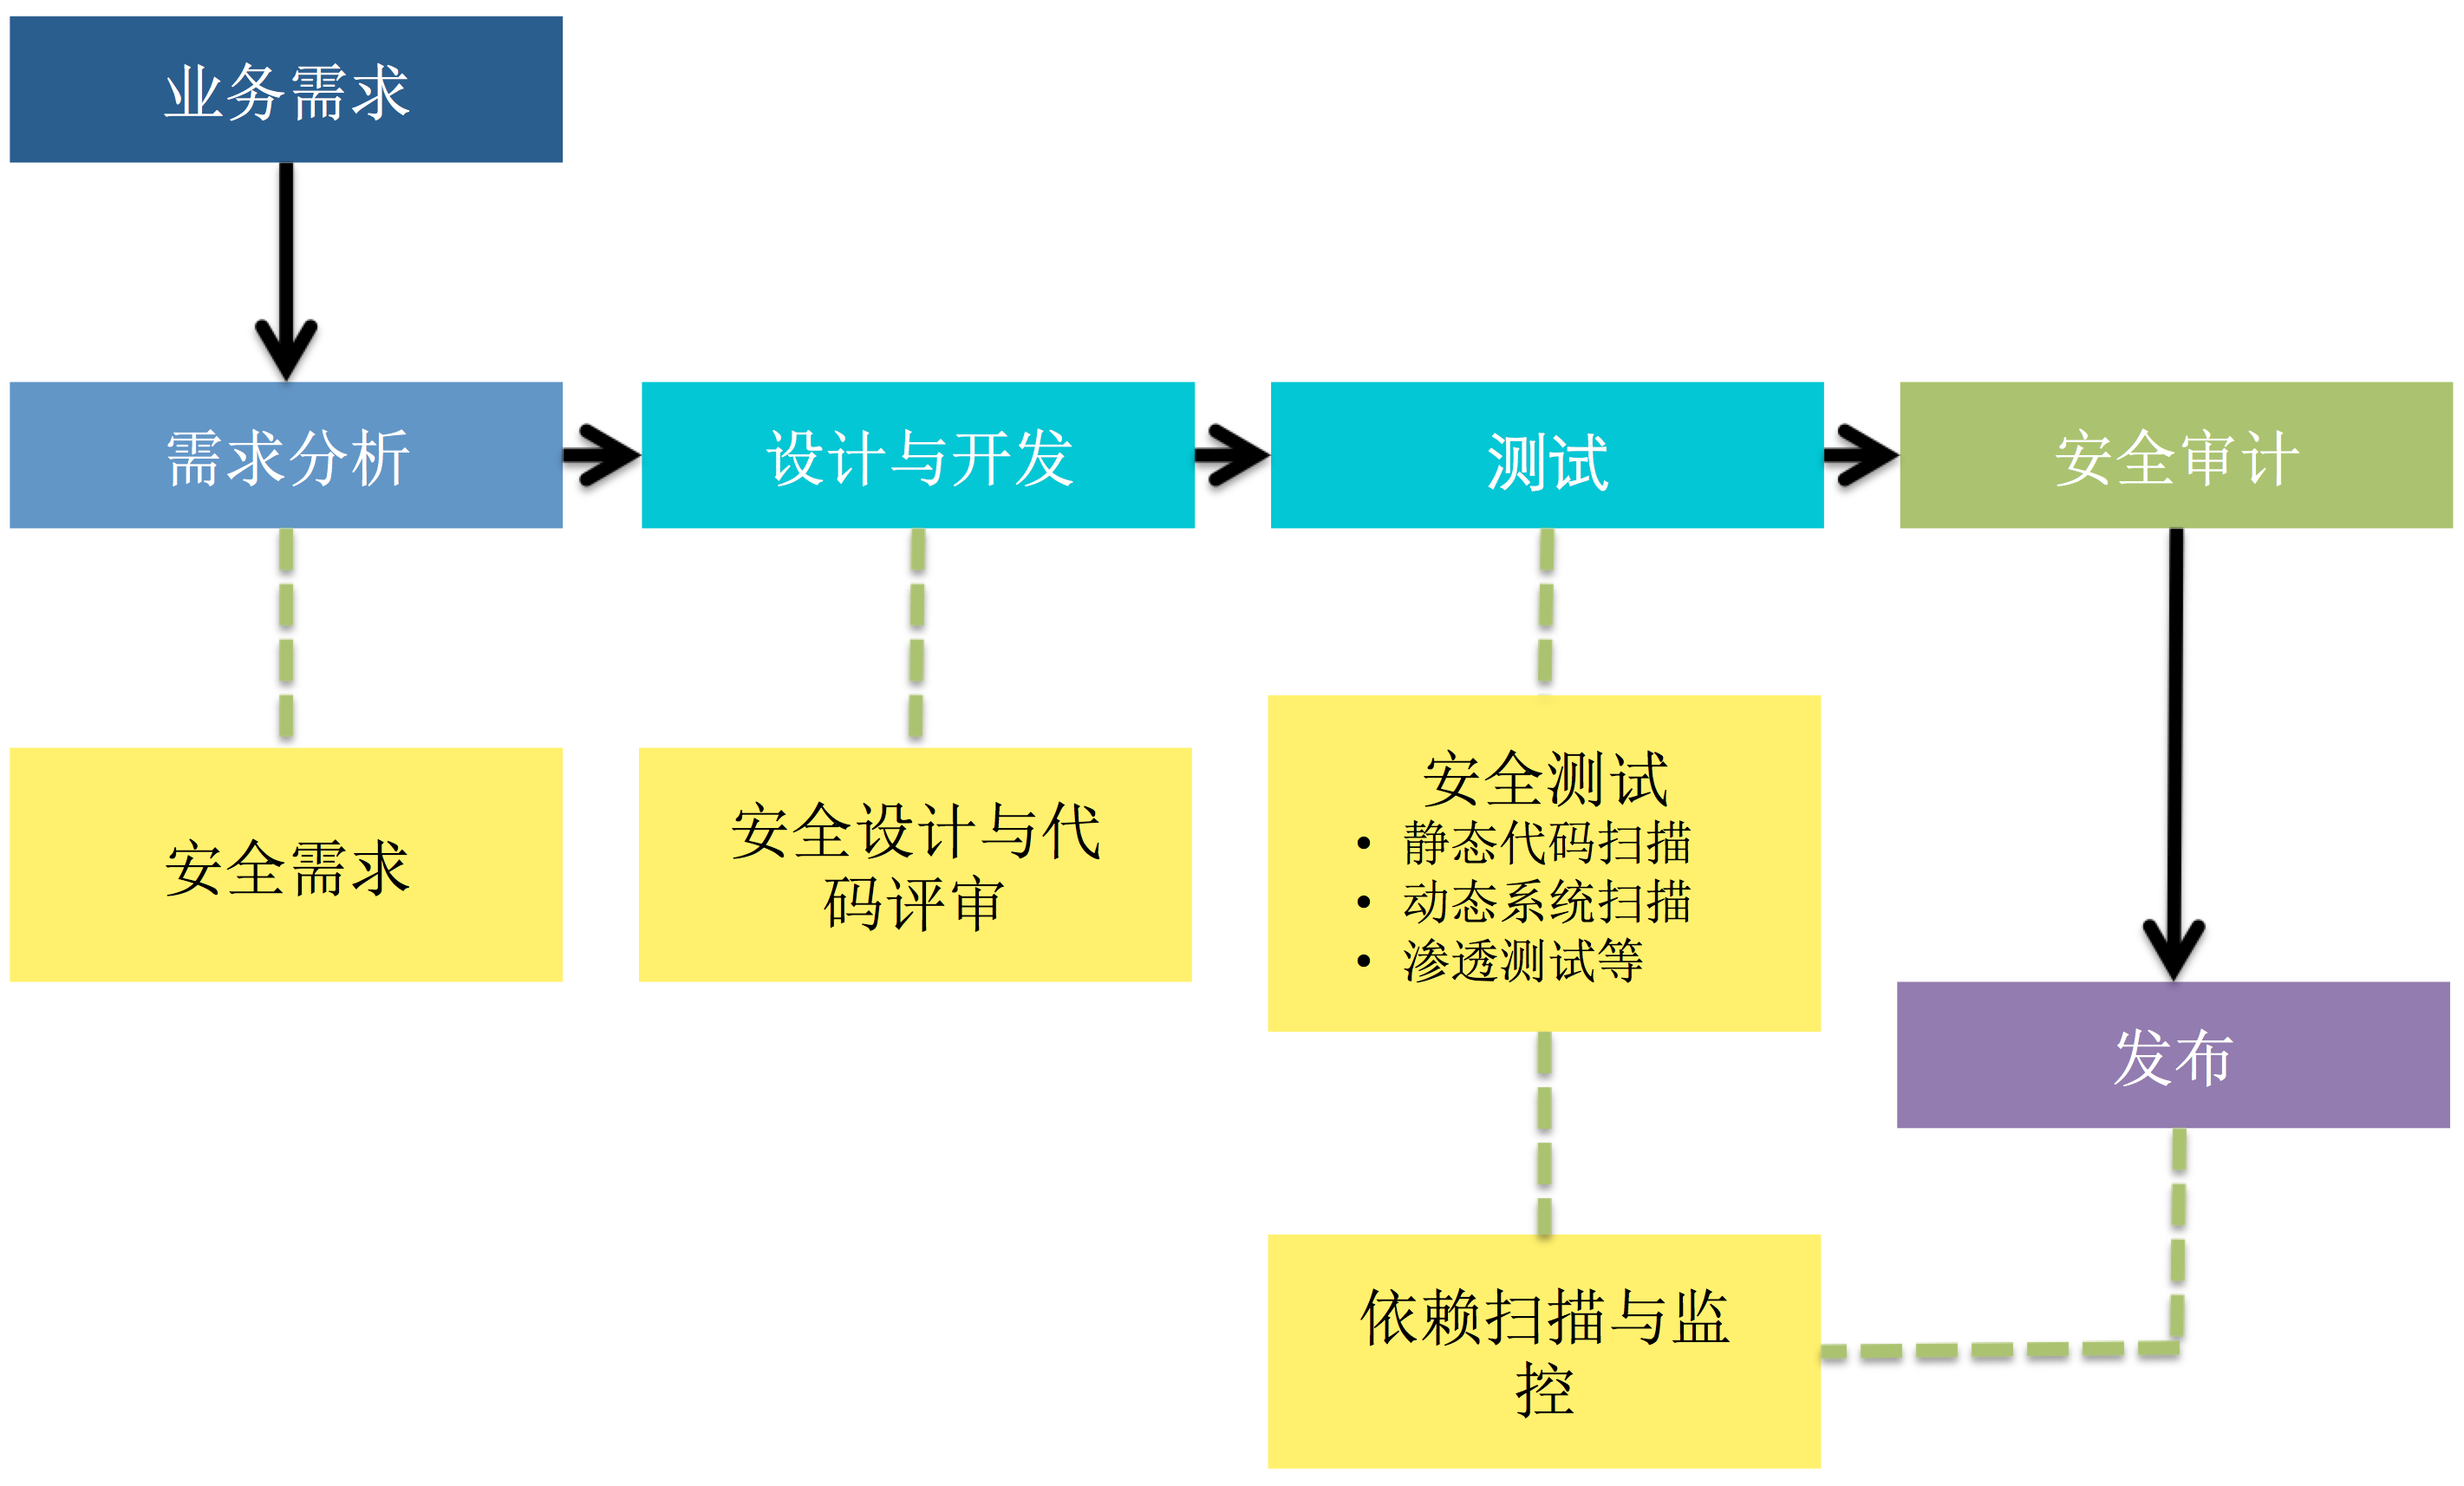 业务需求
需求分析
设计与开发
测试
安全审计
安全需求
安全设计与代
码评审
安全测试
• 静态代码扫描
• 动态系统扫描
• 渗透测试等
发布
依赖扫描与监
控